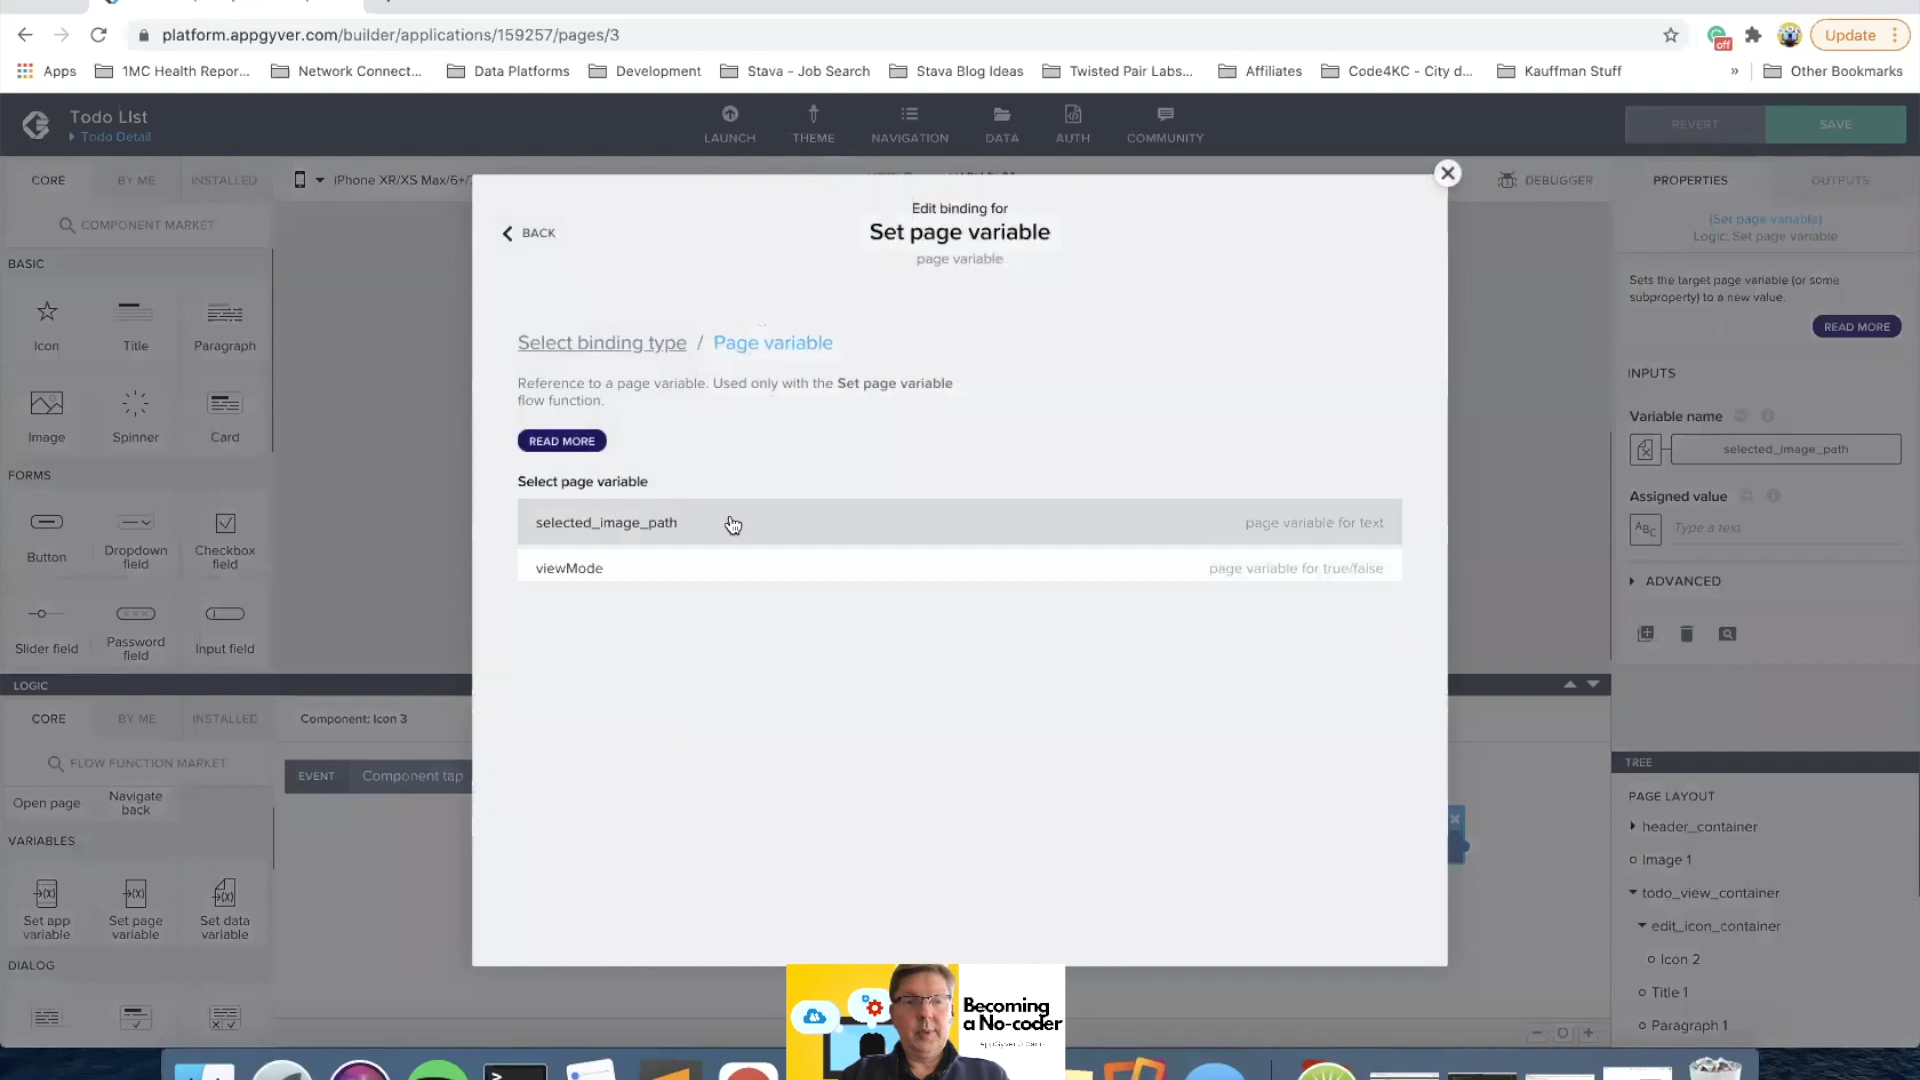 platform.appgyver.com/builder/applications/159257/pages/3
off
Update
Apps
1MC Health Repor...
Network Connect...
Data Platforms
Development
Stava - Job Search
Stava Blog Ideas
Twisted Pair Labs...
Affiliates
Code4KC - City d...
Kauffman Stuff
»
Other Bookmarks
Todo LIst
Todo Detail
LAUNCH
THEME
NAVIGATION
DATA
AUTH
COMMUNITY
REVERT
SAVE
CORE
BY ME
INSTALLED
iPhone XR/XS Max/6+/
DEBUGGER
PROPERTIES
OUTPUTS
COMPONENT MARKET
Edit binding for
BACK
Set page variable
page variable
(Set page variable)
Logic: Set page variable
Sets the target page variable (or some
subproperty) to a new value.
READ MORE
BASIC
Icon
Title
Paragraph
Image
Spinner
Card
FORMS
Button
Dropdown
field
Checkbox
field
Slider field
Password
field
Input field
Select binding type / Page variable
Reference to a page variable. Used only with the Set page variable
flow function.
READ MORE
Select page variable
selected_image_path
page variable for text
viewMode
page variable for true/false
INPUTS
Variable name
selected_image_path
Assigned value
ABC
Type a text
ADVANCED
LOGIC
CORE
BY ME
INSTALLED
Component: Icon 3
FLOW FUNCTION MARKET
EVENT
Component tap
Open page
Navigate
back
VARIABLES
Set app
variable
Set page
variable
Set data
variable
DIALOG
TREE
PAGE LAYOUT
header_container
Image 1
todo_view_container
edit_icon_container
Icon 2
Title 1
Paragraph 1
Becoming
a No-coder